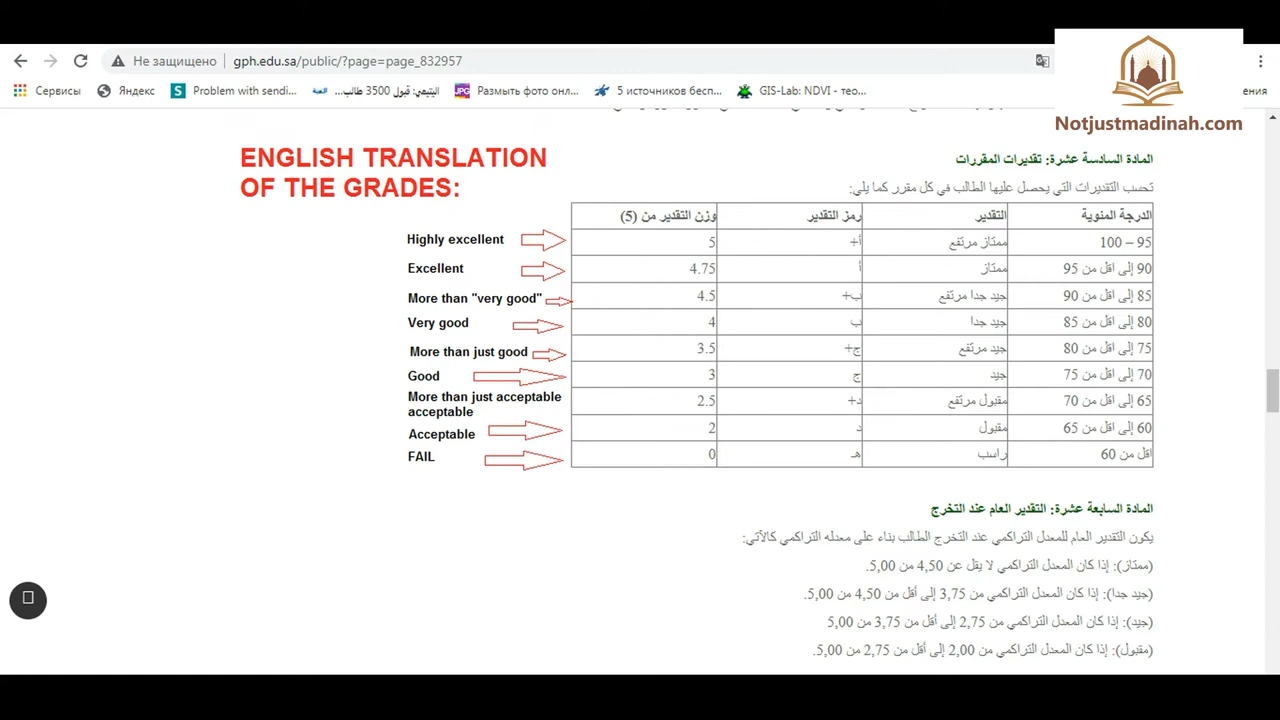 Не защищено gph.edu.sa/public/?page=page_832957
Сервисы Яндекс Problem with sendi... اليتيمي: قبول 3500 طالب... Размыть фото онл... 5 источников бесп... GIS-Lab: NDVI - тео... ения
Notjustmadinah.com
ENGLISH TRANSLATION
OF THE GRADES:
المادة السادسة عشرة: تقديرات المقررات
تحسب التقديرات التي يحصل عليها الطالب في كل مقرر كما يلي:
الدرجة المئوية التقدير رمز التقدير وزن التقدير من (5)
Highly excellent 95 – 100 ممتاز مرتفع أ+ 5
Excellent 90 إلى اقل من 95 ممتاز أ 4.75
More than "very good" 85 إلى اقل من 90 جيد جدا مرتفع ب+ 4.5
Very good 80 إلى اقل من 85 جيد جدا ب 4
More than just good 75 إلى اقل من 80 جيد مرتفع ج+ 3.5
Good 70 إلى اقل من 75 جيد ج 3
More than just acceptable 65 إلى اقل من 70 مقبول مرتفع د+ 2.5
acceptable
Acceptable 60 إلى اقل من 65 مقبول د 2
FAIL اقل من 60 راسب هـ 0
المادة السابعة عشرة: التقدير العام عند التخرج
يكون التقدير العام للمعدل التراكمي عند التخرج الطالب بناء على معدله التراكمي كالآتي:
(ممتاز): إذا كان المعدل التراكمي لا يقل عن 4,50 من 5,00.
(جيد جدا): إذا كان المعدل التراكمي من 3,75 إلى أقل من 4,50 من 5,00.
(جيد): إذا كان المعدل التراكمي من 2,75 إلى أقل من 3,75 من 5,00
(مقبول): إذا كان المعدل التراكمي من 2,00 إلى أقل من 2,75 من 5,00.